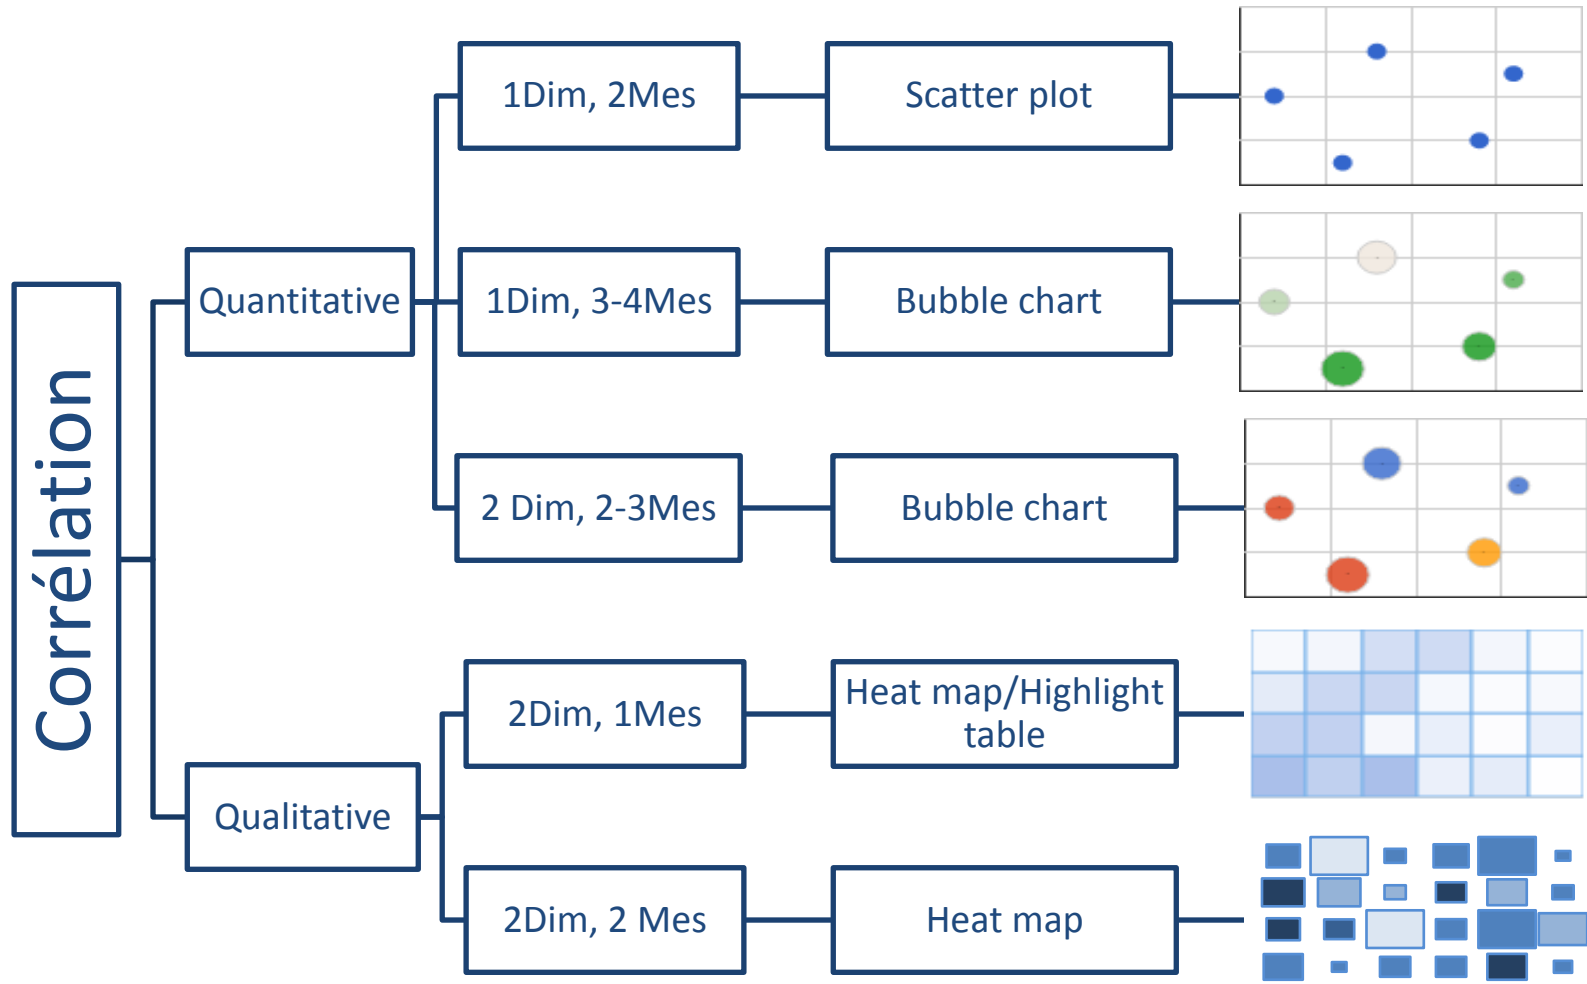 Corrélation
Quantitative
1Dim, 2Mes
Scatter plot
1Dim, 3-4Mes
Bubble chart
2 Dim, 2-3Mes
Bubble chart
Qualitative
2Dim, 1Mes
Heat map/Highlight
table
2Dim, 2 Mes
Heat map